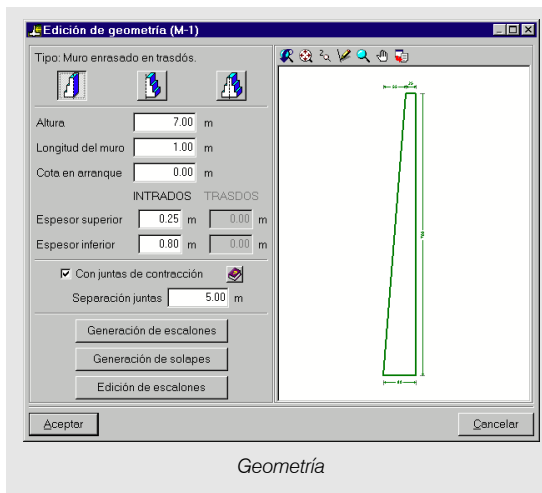 Edición de geometría (M-1)
Tipo: Muro enrasado en trasdós.
Altura 7.00 m
Longitud del muro 1.00 m
Cota en arranque 0.00 m
INTRADOS TRASDOS
Espesor superior 0.25 m 0.00 m
Espesor inferior 0.80 m 0.00 m
Con juntas de contracción
Separación juntas 5.00 m
Generación de escalones
Generación de solapes
Edición de escalones
Aceptar
Cancelar
Geometría